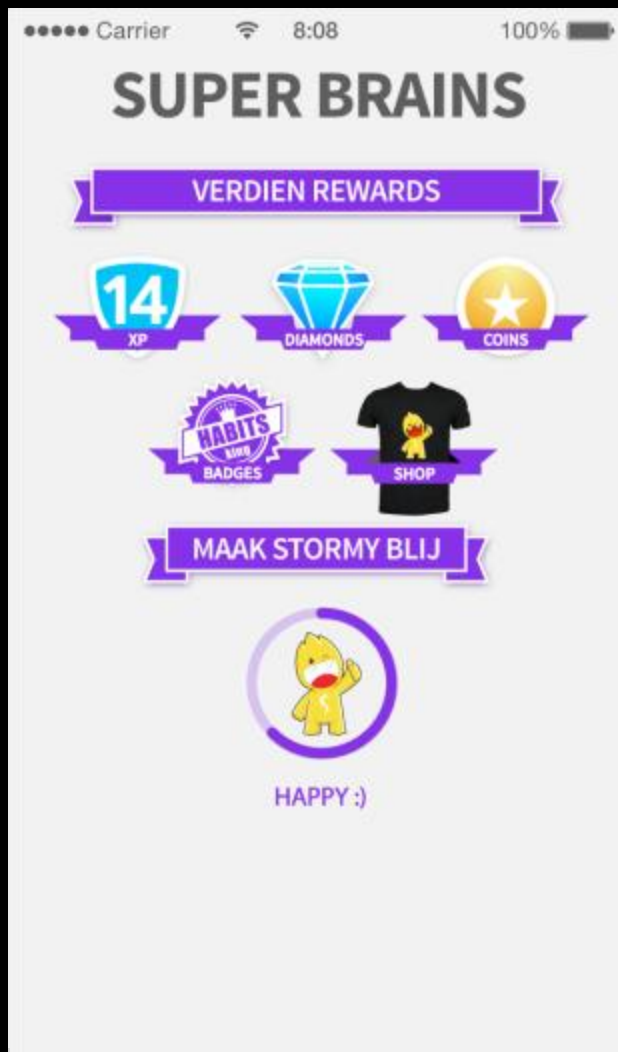 Carrier 8:08 100%
SUPER BRAINS
VERDIEN REWARDS
14
XP
DIAMONDS
COINS
HABITS
king
BADGES
SHOP
MAAK STORMY BLIJ
HAPPY :)